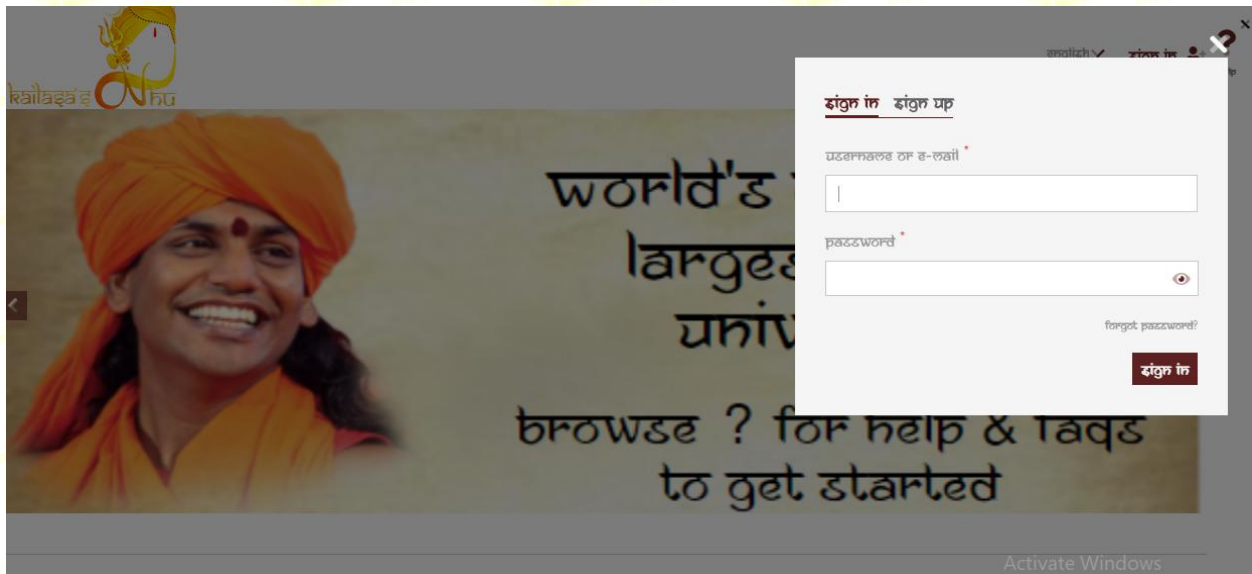 kailasa's Nhu
english
sign in
world's
larges
univ
browse ? for help & faqs
to get started
sign in sign up
username or e-mail *
password *
forgot password?
sign in
Activate Windows